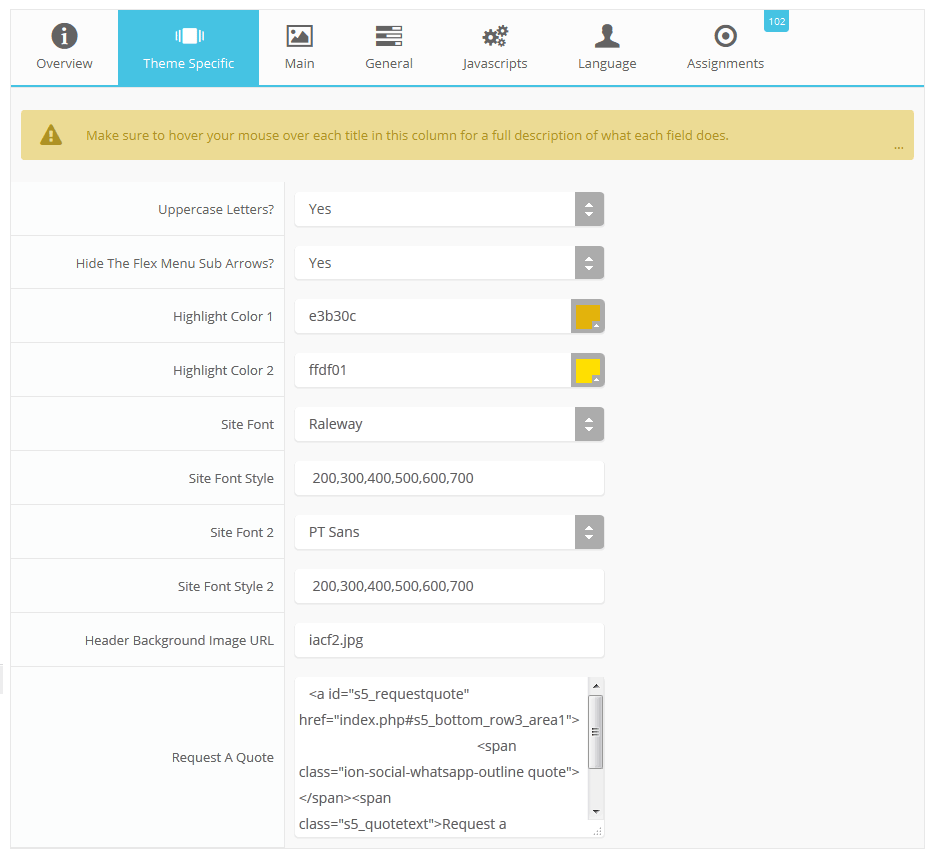 102
Overview
Theme Specific
Main
General
Javascripts
Language
Assignments
Make sure to hover your mouse over each title in this column for a full description of what each field does.
...
Uppercase Letters?
Yes
Hide The Flex Menu Sub Arrows?
Yes
Highlight Color 1
e3b30c
Highlight Color 2
ffdf01
Site Font
Raleway
Site Font Style
200,300,400,500,600,700
Site Font 2
PT Sans
Site Font Style 2
200,300,400,500,600,700
Header Background Image URL
iacf2.jpg
Request A Quote
<a id="s5_requestquote"
href="index.php#s5_bottom_row3_area1">
<span
class="ion-social-whatsapp-outline quote">
</span><span
class="s5_quotetext">Request a